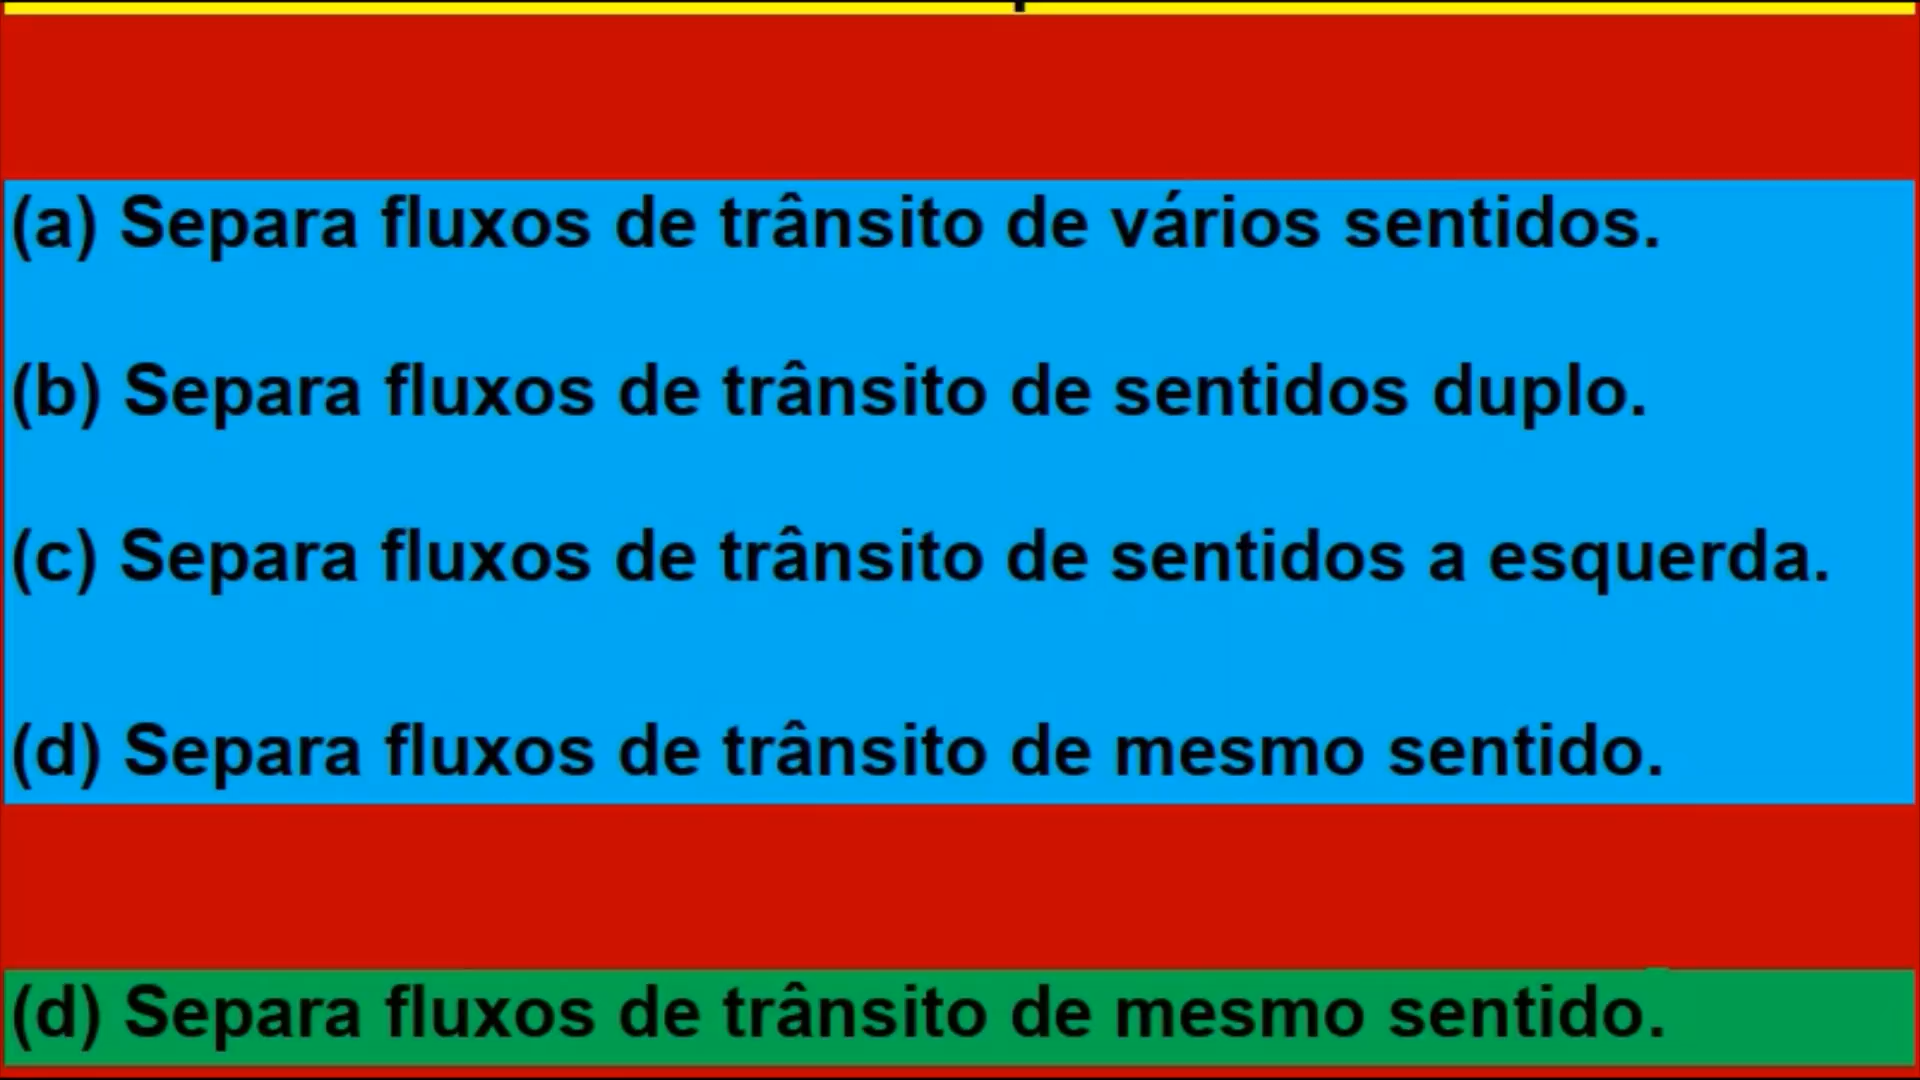 (a) Separa fluxos de trânsito de vários sentidos.
(b) Separa fluxos de trânsito de sentidos duplo.
(c) Separa fluxos de trânsito de sentidos a esquerda.
(d) Separa fluxos de trânsito de mesmo sentido.
(d) Separa fluxos de trânsito de mesmo sentido.